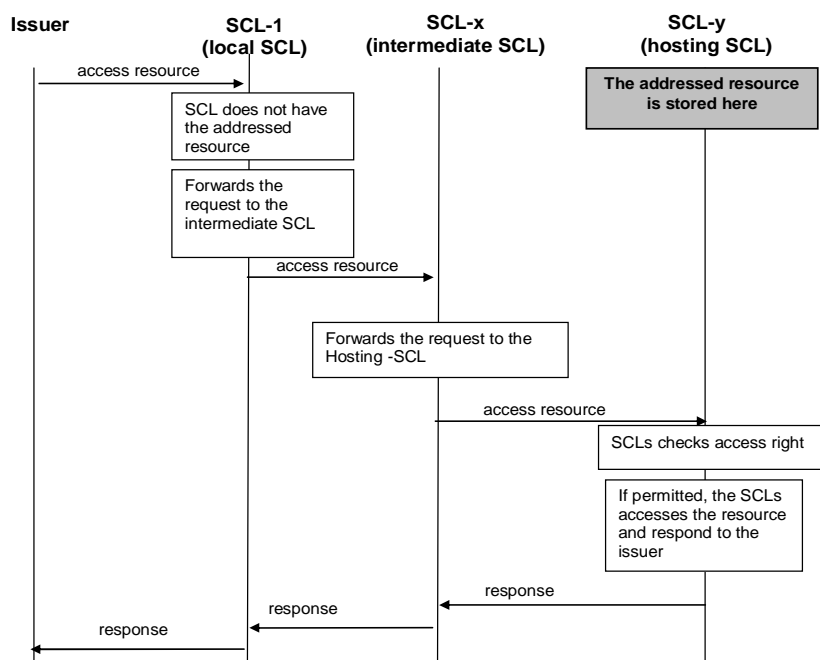 Issuer
SCL-1
(local SCL)
SCL-x
(intermediate SCL)
SCL-y
(hosting SCL)
access resource
The addressed resource
is stored here
SCL does not have
the addressed
resource
Forwards the
request to the
intermediate SCL
access resource
Forwards the request to the
Hosting -SCL
access resource
SCLs checks access right
If permitted, the SCLs
accesses the resource
and respond to the
issuer
response
response
response